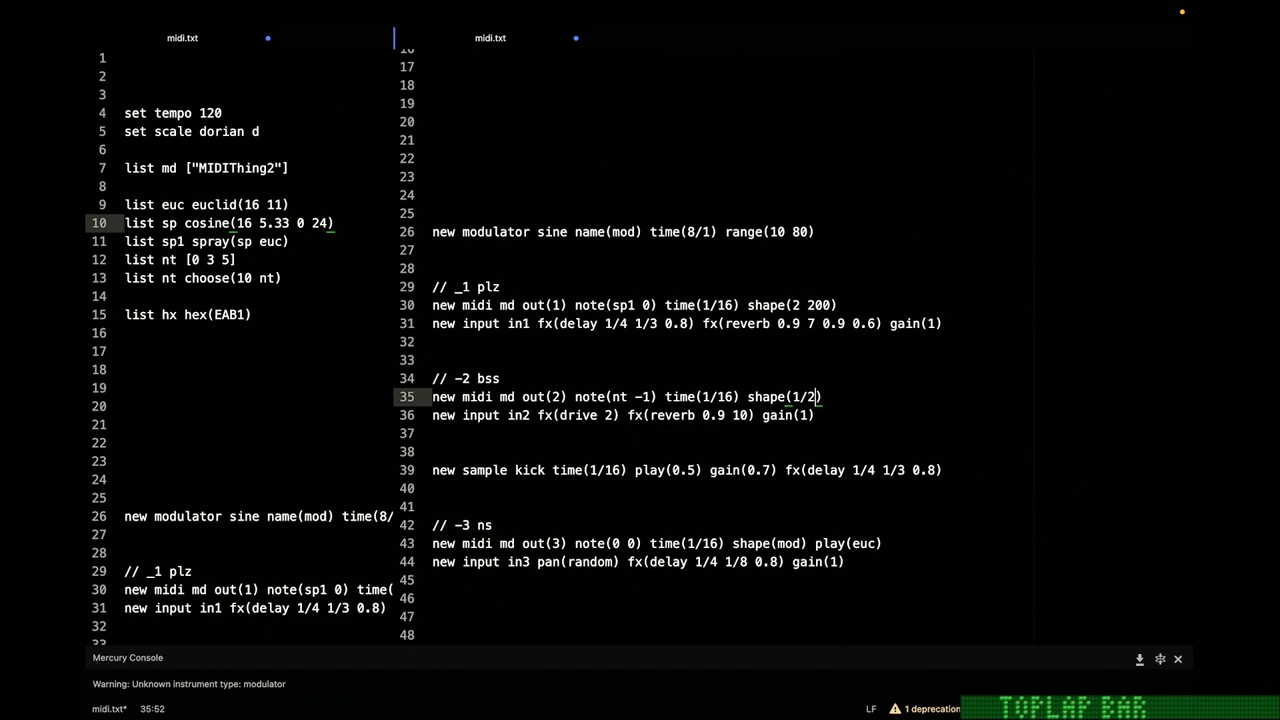 midi.txt
1
2
3
4 set tempo 120
5 set scale dorian d
6
7 list md ["MIDIThing2"]
8
9 list euc euclid(16 11)
10 list sp cosine(16 5.33 0 24)
11 list sp1 spray(sp euc)
12 list nt [0 3 5]
13 list nt choose(10 nt)
14
15 list hx hex(EAB1)
16
17
18
19
20
21
22
23
24
25
26 new modulator sine name(mod) time(8/
27
28
29 // _1 plz
30 new midi md out(1) note(sp1 0) time(
31 new input in1 fx(delay 1/4 1/3 0.8)
32
33
midi.txt
16
17
18
19
20
21
22
23
24
25
26 new modulator sine name(mod) time(8/1) range(10 80)
27
28
29 // _1 plz
30 new midi md out(1) note(sp1 0) time(1/16) shape(2 200)
31 new input in1 fx(delay 1/4 1/3 0.8) fx(reverb 0.9 7 0.9 0.6) gain(1)
32
33
34 // -2 bss
35 new midi md out(2) note(nt -1) time(1/16) shape(1/2)
36 new input in2 fx(drive 2) fx(reverb 0.9 10) gain(1)
37
38
39 new sample kick time(1/16) play(0.5) gain(0.7) fx(delay 1/4 1/3 0.8)
40
41
42 // -3 ns
43 new midi md out(3) note(0 0) time(1/16) shape(mod) play(euc)
44 new input in3 pan(random) fx(delay 1/4 1/8 0.8) gain(1)
45
46
47
48
Mercury Console
Warning: Unknown instrument type: modulator
midi.txt* 35:52
LF 1 deprecation
TOPLAP BAR